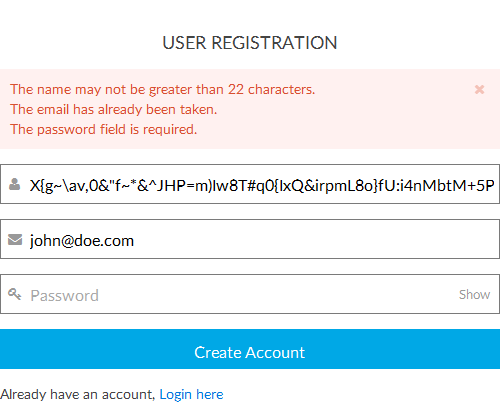 USER REGISTRATION
The name may not be greater than 22 characters.
The email has already been taken.
The password field is required.
X{g~\av,0&"f~*&^JHP=m)Iw8T#q0{IxQ&irpmL8o}fU:i4nMbtM+5P
john@doe.com
Password Show
Create Account
Already have an account, Login here